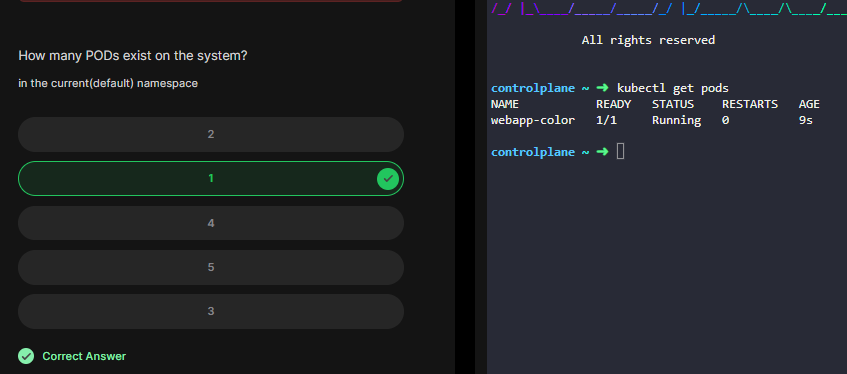 How many PODs exist on the system?
in the current(default) namespace
2
1
4
5
3
Correct Answer
All rights reserved
controlplane ~ ➜ kubectl get pods
NAME READY STATUS RESTARTS AGE
webapp-color 1/1 Running 0 9s
controlplane ~ ➜